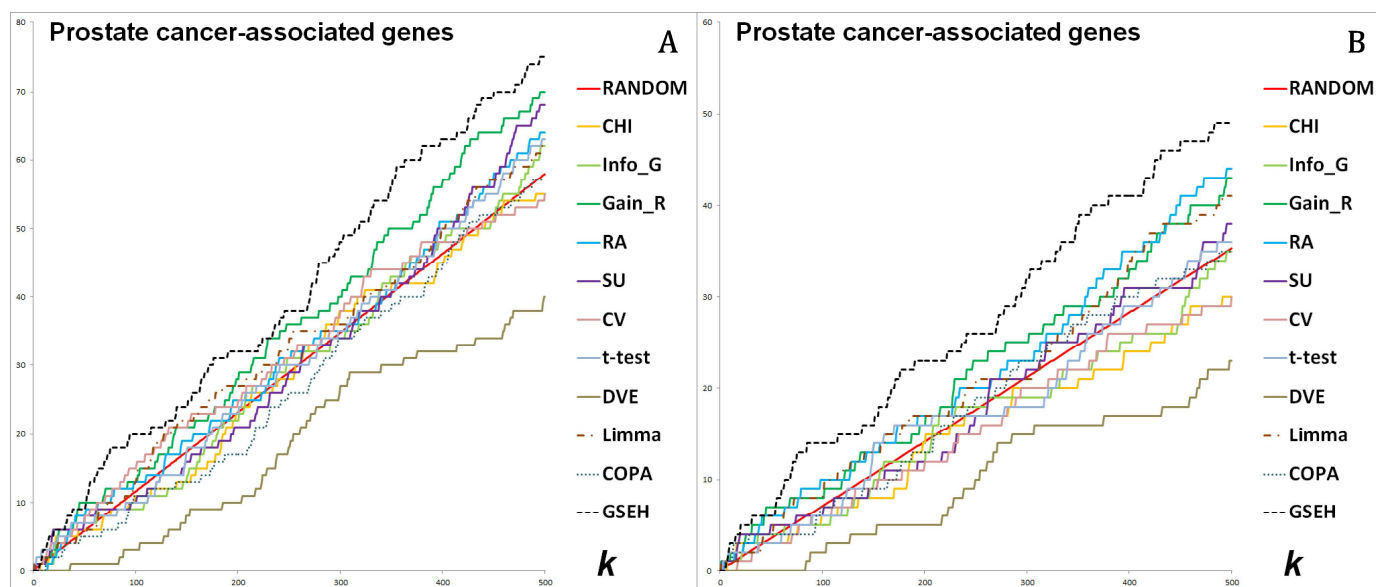 Prostate cancer-associated genes
A
80
70
60
50
40
30
20
10
0
0
100
200
300
400
500
k
RANDOM
CHI
Info_G
Gain_R
RA
SU
CV
t-test
DVE
Limma
COPA
GSEH
Prostate cancer-associated genes
B
60
50
40
30
20
10
0
0
100
200
300
400
500
k
RANDOM
CHI
Info_G
Gain_R
RA
SU
CV
t-test
DVE
Limma
COPA
GSEH